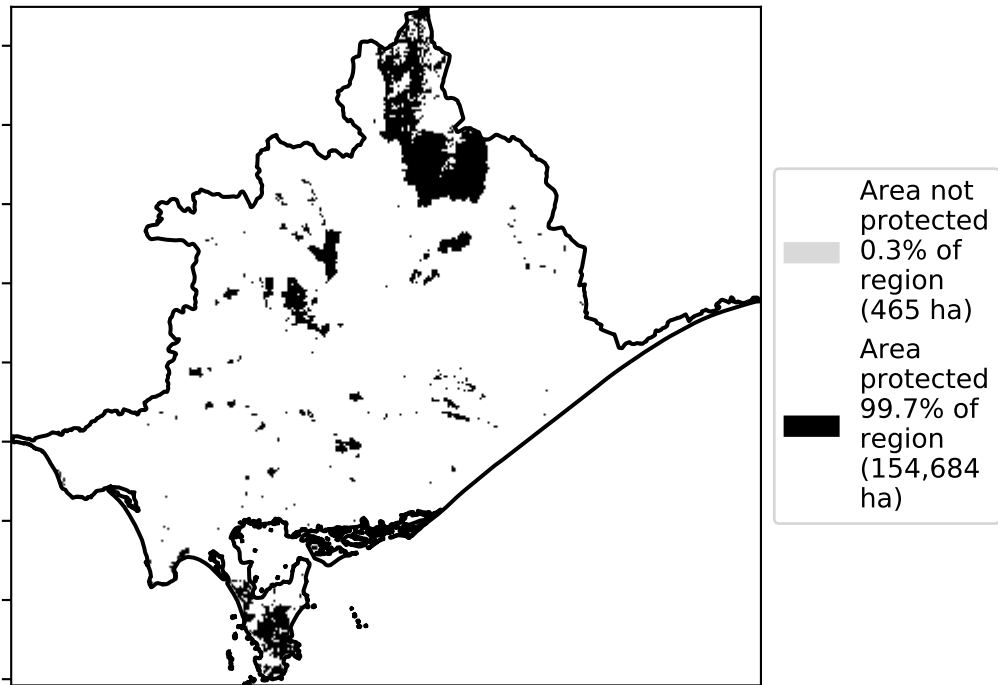 Area not
protected
0.3% of
region
(465 ha)
Area
protected
99.7% of
region
(154,684
ha)